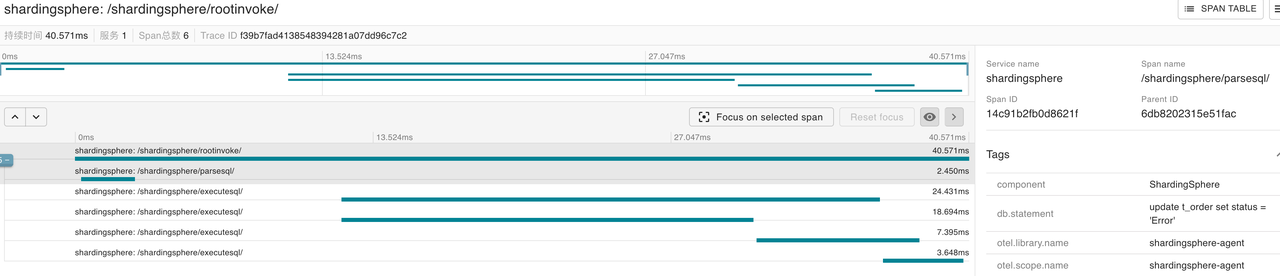 shardingsphere: /shardingsphere/rootinvoke/
SPAN TABLE
持续时间 40.571ms 服务 1 Span总数 6 Trace ID f39b7fad4138548394281a07dd96c7c2
0ms 13.524ms 27.047ms 40.571ms
Focus on selected span Reset focus
0ms 13.524ms 27.047ms 40.571ms
shardingsphere: /shardingsphere/rootinvoke/ 40.571ms
shardingsphere: /shardingsphere/parsesql/ 2.450ms
shardingsphere: /shardingsphere/executesql/ 24.431ms
shardingsphere: /shardingsphere/executesql/ 18.694ms
shardingsphere: /shardingsphere/executesql/ 7.395ms
shardingsphere: /shardingsphere/executesql/ 3.648ms
Service name Span name
shardingsphere /shardingsphere/parsesql/
Span ID Parent ID
14c91b2fb0d8621f 6db8202315e51fac
Tags
component ShardingSphere
db.statement update t_order set status =
'Error'
otel.library.name shardingsphere-agent
otel.scope.name shardingsphere-agent